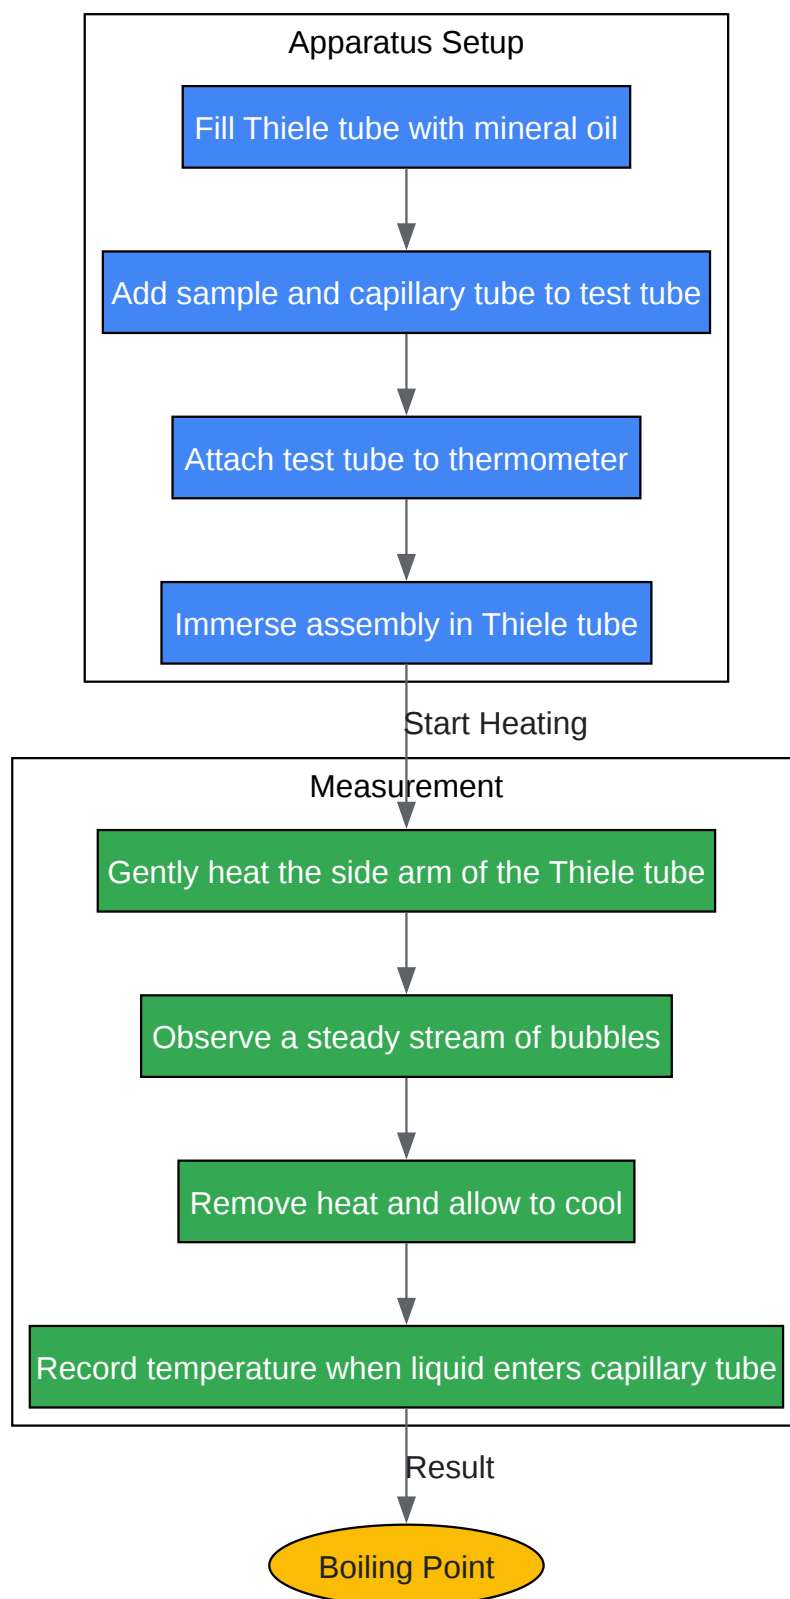 Apparatus Setup
Fill Thiele tube with mineral oil
Add sample and capillary tube to test tube
Attach test tube to thermometer
Immerse assembly in Thiele tube
Start Heating
Measurement
Gently heat the side arm of the Thiele tube
Observe a steady stream of bubbles
Remove heat and allow to cool
Record temperature when liquid enters capillary tube
Result
Boiling Point